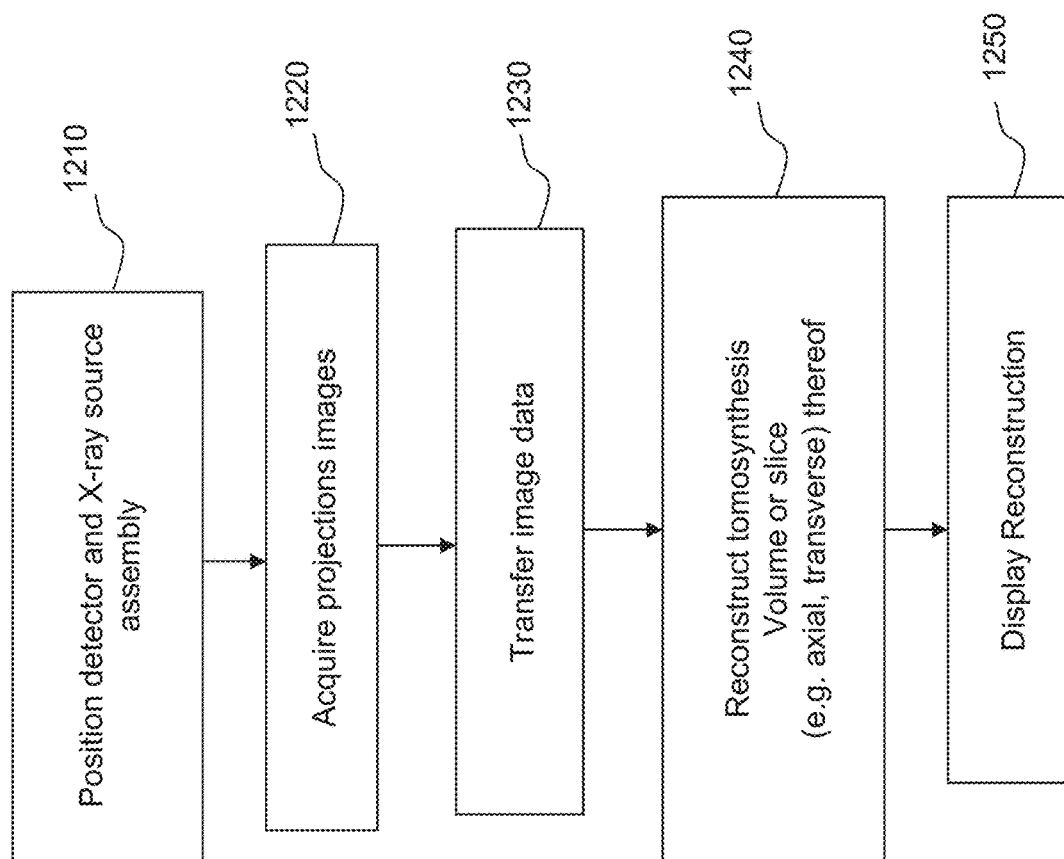 Position detector and X-ray source
assembly
1210
Acquire projections images
1220
Transfer image data
1230
Reconstruct tomosynthesis
Volume or slice
(e.g. axial, transverse) thereof
1240
Display Reconstruction
1250